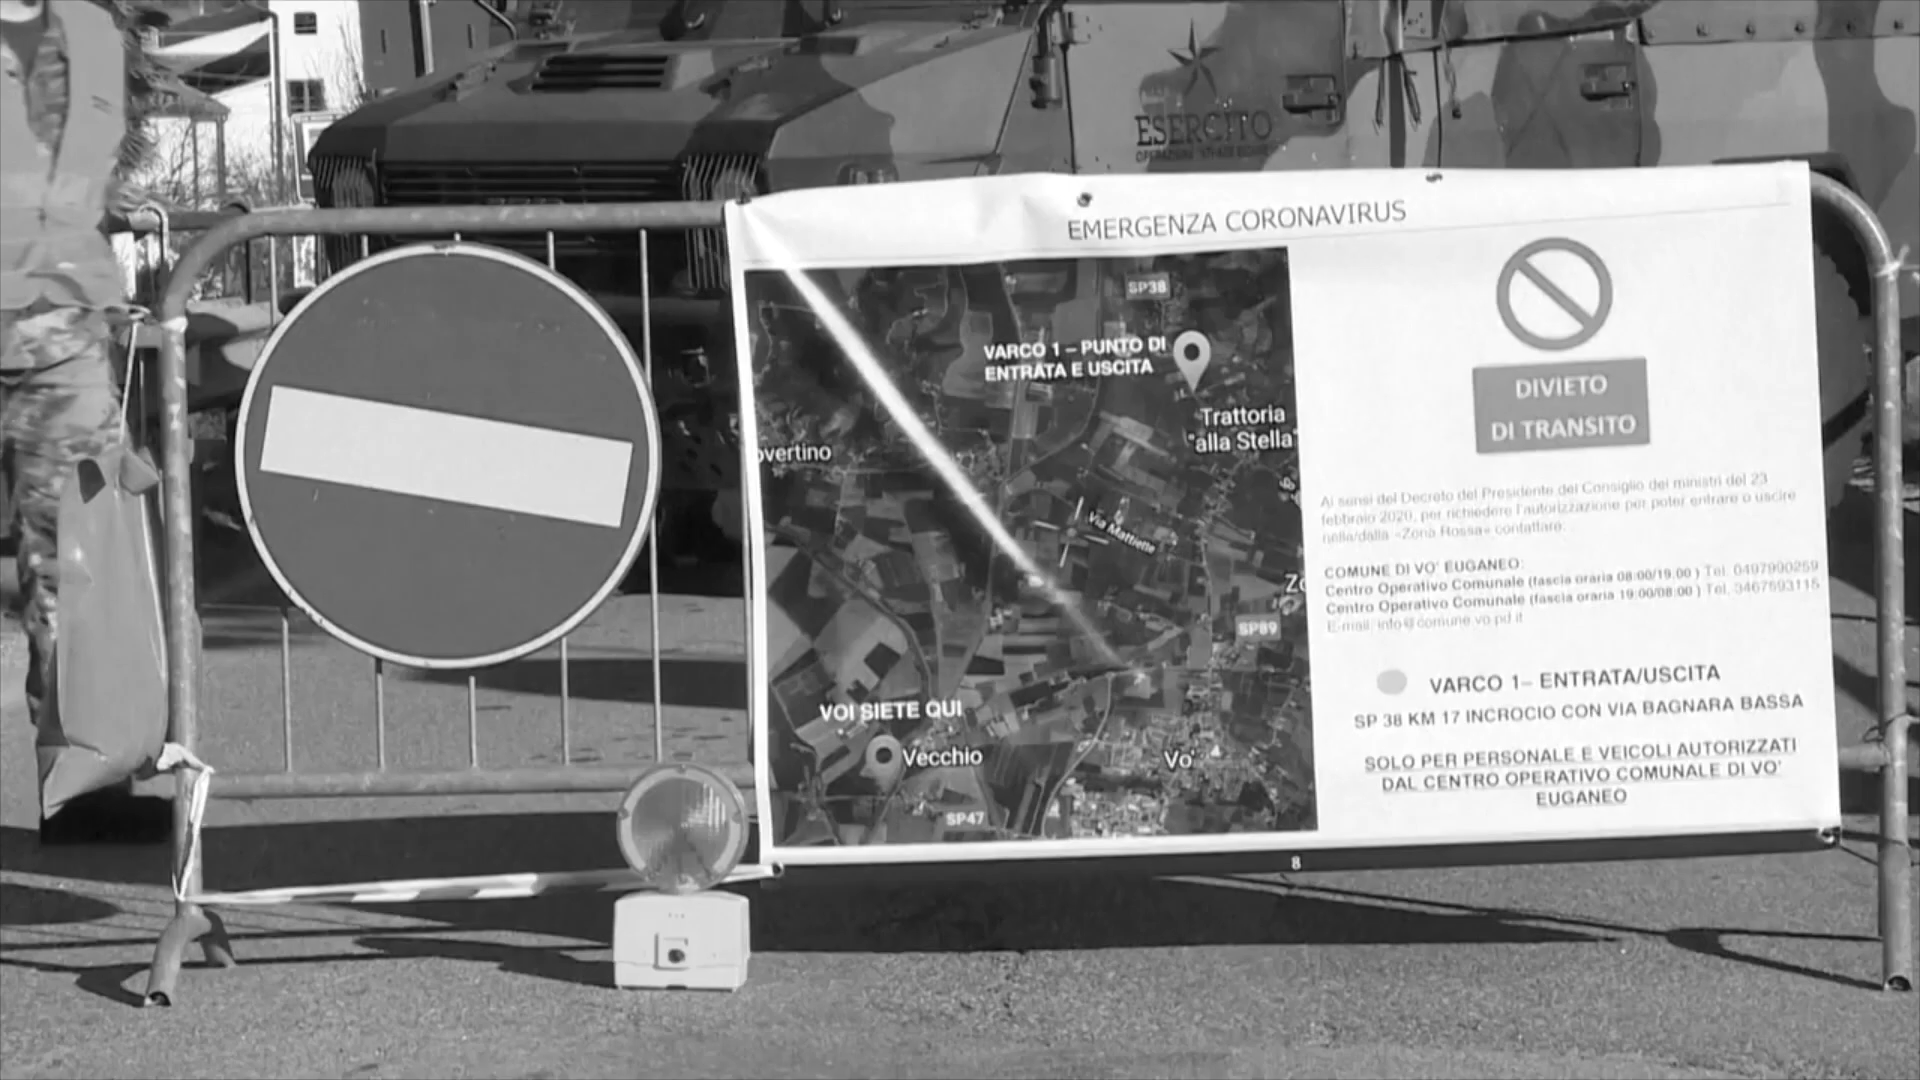 ESERCITO
EMERGENZA CORONAVIRUS
SP38
VARCO 1 – PUNTO DI
ENTRATA E USCITA
Trattoria
"alla Stella"
overtino
Via Mattiette
SP89
VOI SIETE QUI
Vecchio
Vo'
SP47
DIVIETO
DI TRANSITO
Ai sensi del Decreto del Presidente del Consiglio dei ministri del 23
febbraio 2020, per richiedere l'autorizzazione per poter entrare o uscire
nella/dalla «Zona Rossa» contattare:
COMUNE DI VO' EUGANEO:
Centro Operativo Comunale (fascia oraria 08:00/19:00 ) Tel. 0497990259
Centro Operativo Comunale (fascia oraria 19:00/08:00 ) Tel. 3467693115
E-mail: info@comune.vo.pd.it
VARCO 1– ENTRATA/USCITA
SP 38 KM 17 INCROCIO CON VIA BAGNARA BASSA
SOLO PER PERSONALE E VEICOLI AUTORIZZATI
DAL CENTRO OPERATIVO COMUNALE DI VO'
EUGANEO
8